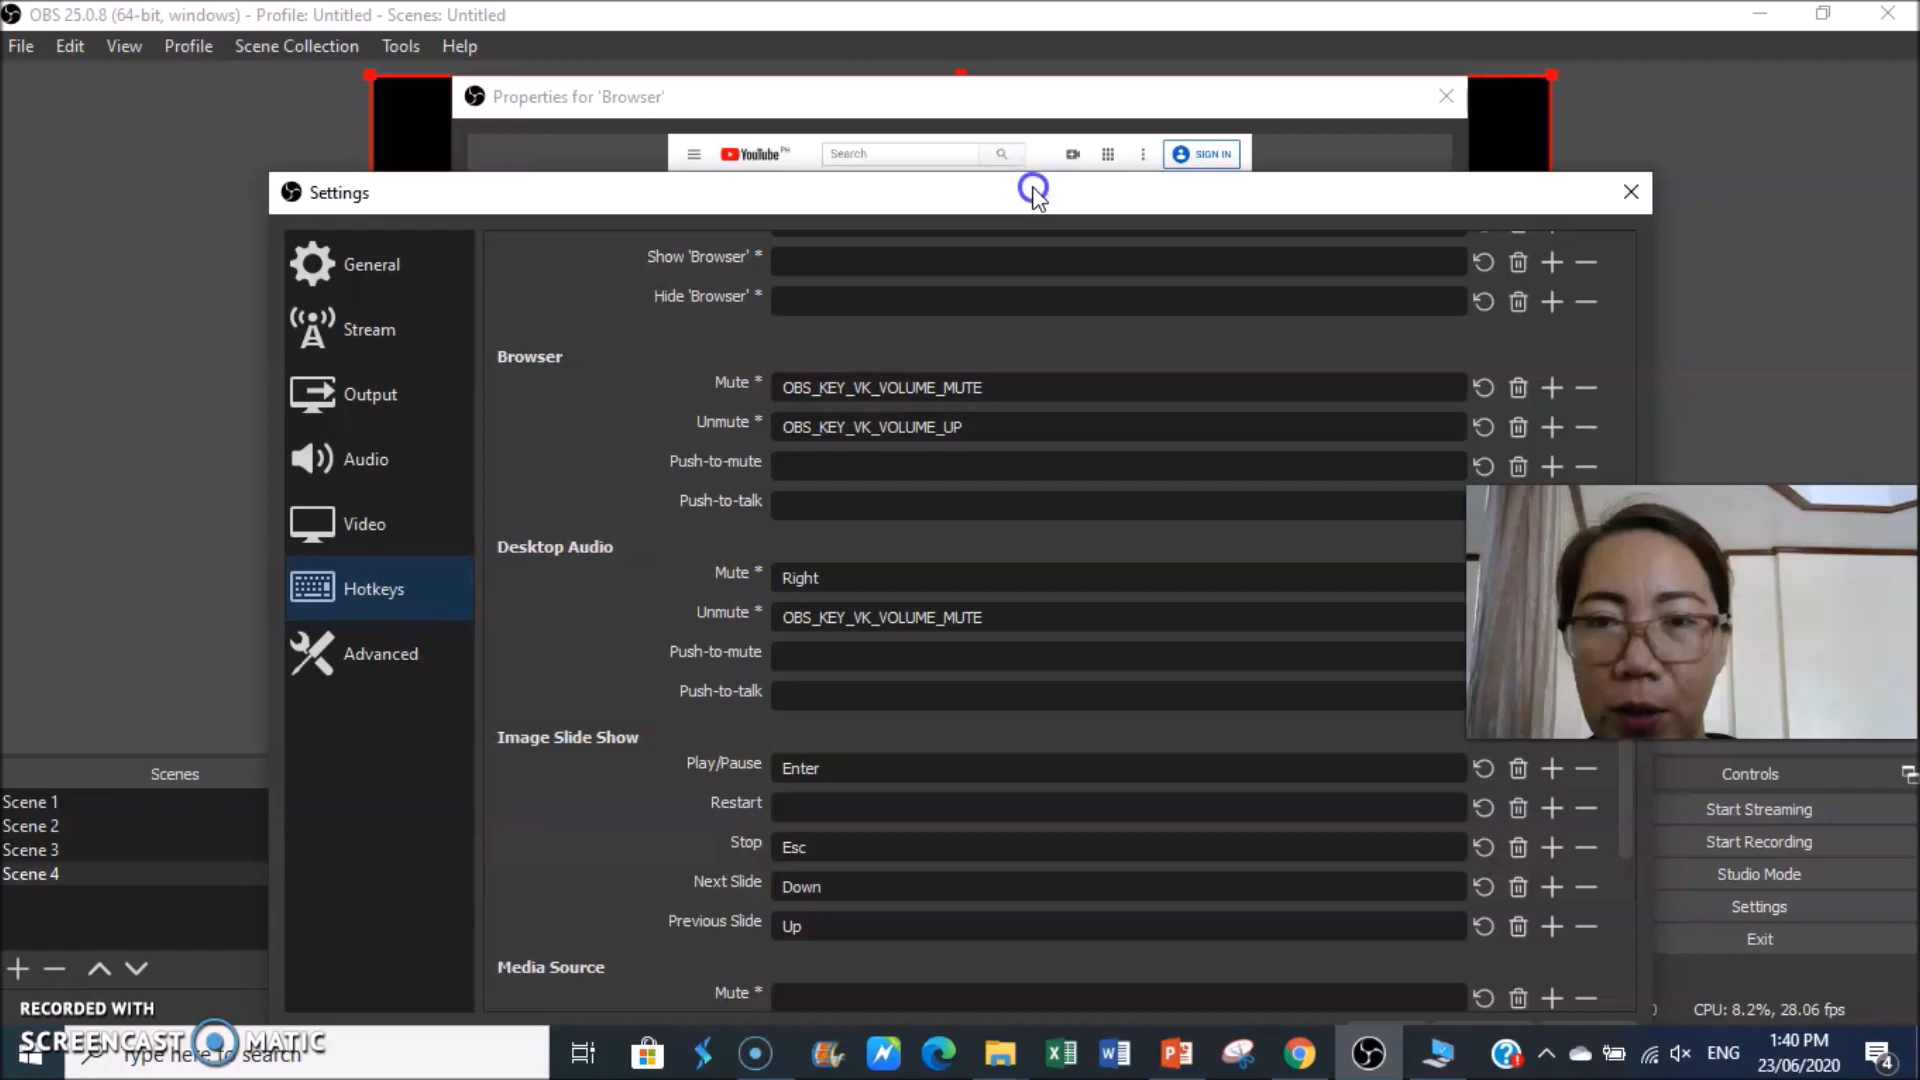 OBS 25.0.8 (64-bit, windows) - Profile: Untitled - Scenes: Untitled
File Edit View Profile Scene Collection Tools Help
Properties for 'Browser'
YouTube PH Search SIGN IN
Settings
General
Stream
Output
Audio
Video
Hotkeys
Advanced
Show 'Browser' *
Hide 'Browser' *
Browser
Mute * OBS_KEY_VK_VOLUME_MUTE
Unmute * OBS_KEY_VK_VOLUME_UP
Push-to-mute
Push-to-talk
Desktop Audio
Mute * Right
Unmute * OBS_KEY_VK_VOLUME_MUTE
Push-to-mute
Push-to-talk
Image Slide Show
Play/Pause Enter
Restart
Stop Esc
Next Slide Down
Previous Slide Up
Media Source
Mute *
Scenes
Scene 1
Scene 2
Scene 3
Scene 4
Controls
Start Streaming
Start Recording
Studio Mode
Settings
Exit
CPU: 8.2%, 28.06 fps
RECORDED WITH
SCREENCAST MATIC
Type here to search
ENG
1:40 PM
23/06/2020
4